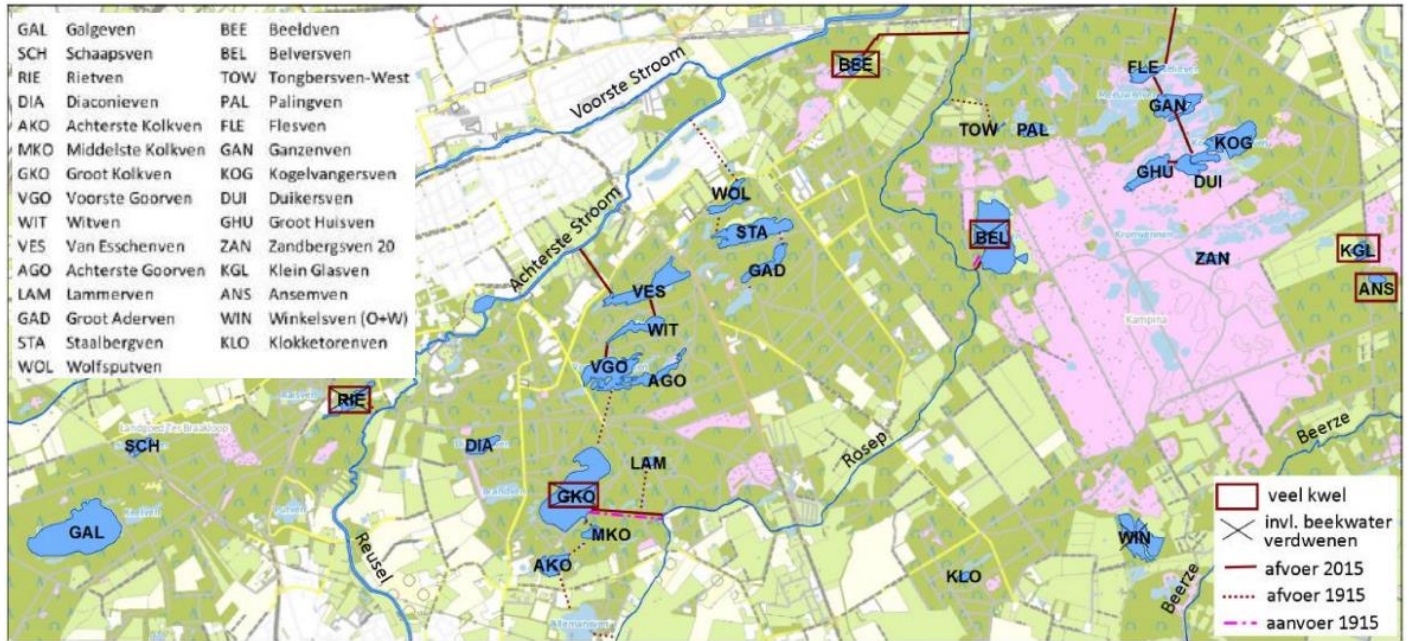 GAL Galgeven BEE Beeldven
SCH Schaapsven BEL Belversven
RIE Rietven TOW Tongbersven-West
DIA Diaconieven PAL Palingven
AKO Achterste Kolkven FLE Flesven
MKO Middelste Kolkven GAN Ganzenven
GKO Groot Kolkven KOG Kogelvangersven
VGO Voorste Goorven DUI Duikersven
WIT Witven GHU Groot Huisven
VES Van Esschenven ZAN Zandbergsven 20
AGO Achterste Goorven KGL Klein Glasven
LAM Lammerven ANS Ansemven
GAD Groot Aderven WIN Winkelsven (O+W)
STA Staalbergven KLO Klokketorenven
WOL Wolfsputven
Voorste Stroom
BEE
FLE
GAN
TOW PAL
KOG
GHU
DUI
WOL
Achterste Stroom
STA
BEL
KGL
GAD
Kromvennen
ZAN
VES
ANS
WIT
Kampina
VGO
AGO
RIE
Landgoed Ter Braakloop
SCH
DIA
Rosep
Beerze
LAM
Brandven
GKO
GAL
MKO
WIN
AKO
KLO
Reusel
Beerze
veel kwel
invl. beekwater
verdwenen
afvoer 2015
afvoer 1915
aanvoer 1915